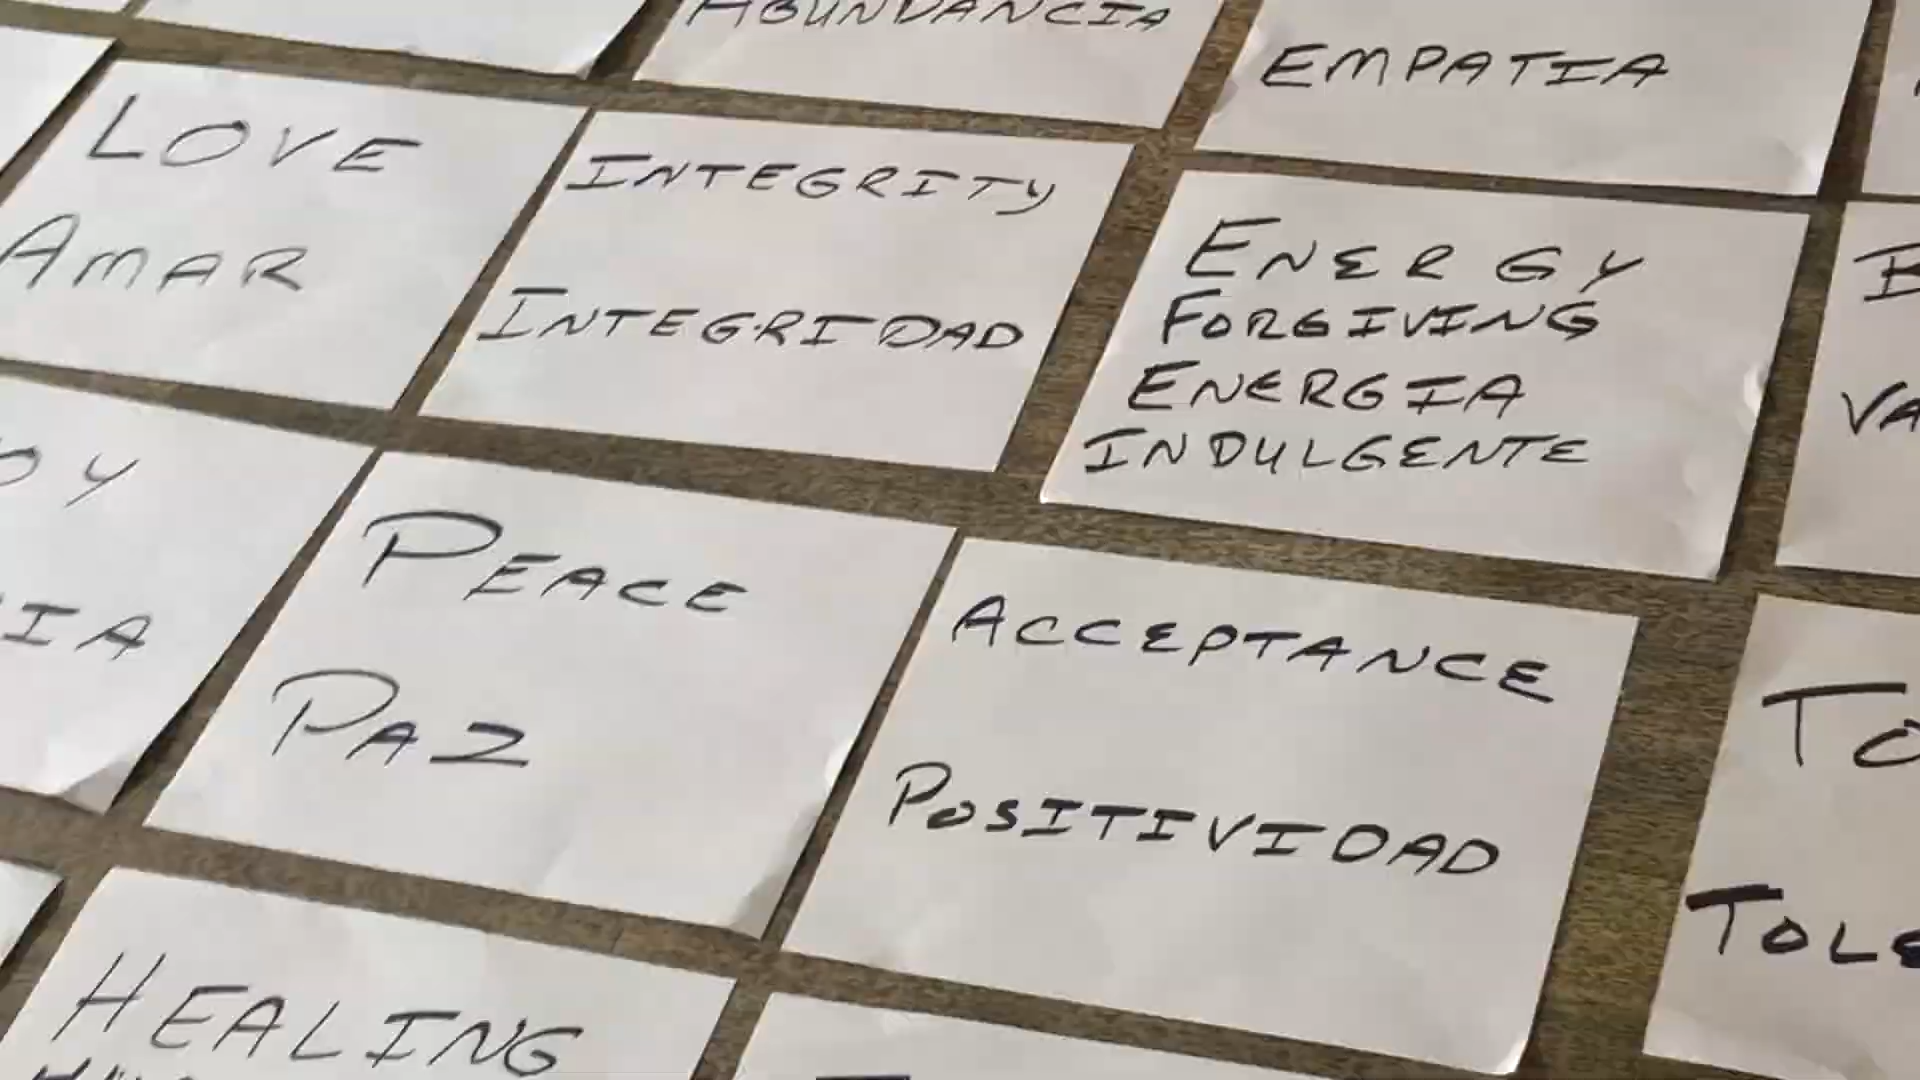 ABUNDANCIA
EMPATIA
LOVE
AMAR
INTEGRITY
INTEGRIDAD
ENERGY
FORGIVING
ENERGIA
INDULGENTE
PEACE
PAZ
ACCEPTANCE
POSITIVIDAD
HEALING